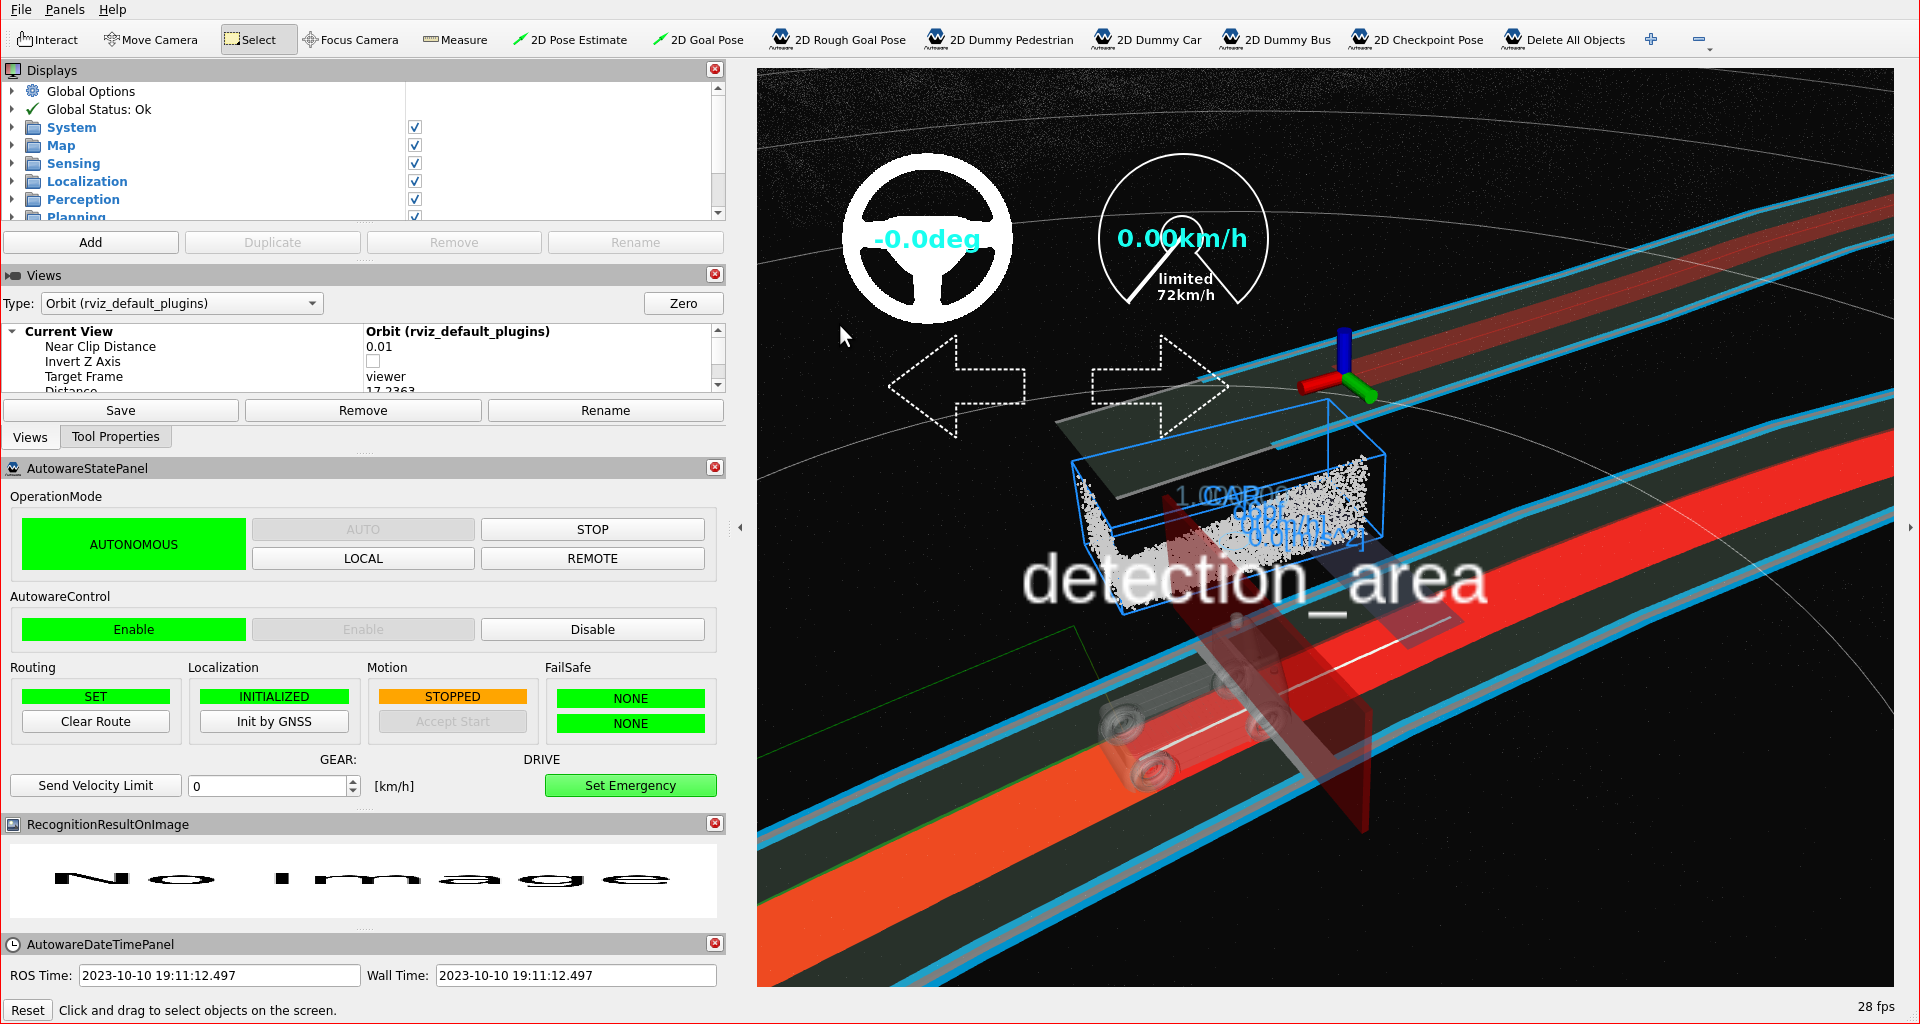 File Panels Help
Interact Move Camera Select Focus Camera Measure 2D Pose Estimate 2D Goal Pose 2D Rough Goal Pose 2D Dummy Pedestrian 2D Dummy Car 2D Dummy Bus 2D Checkpoint Pose Delete All Objects
Displays
Global Options
Global Status: Ok
System
Map
Sensing
Localization
Perception
Planning
Add Duplicate Remove Rename
Views
Type: Orbit (rviz_default_plugins) Zero
Current View Orbit (rviz_default_plugins)
Near Clip Distance 0.01
Invert Z Axis
Target Frame viewer
Distance 17.2363
Save Remove Rename
Views Tool Properties
AutowareStatePanel
OperationMode
AUTONOMOUS AUTO STOP
LOCAL REMOTE
AutowareControl
Enable Enable Disable
Routing Localization Motion FailSafe
SET INITIALIZED STOPPED NONE
Clear Route Init by GNSS Accept Start NONE
GEAR: DRIVE
Send Velocity Limit 0 [km/h] Set Emergency
RecognitionResultOnImage
No Image
AutowareDateTimePanel
ROS Time: 2023-10-10 19:11:12.497 Wall Time: 2023-10-10 19:11:12.497
Reset Click and drag to select objects on the screen.
-0.0deg
0.00km/h
limited
72km/h
CAR
detection_area
28 fps